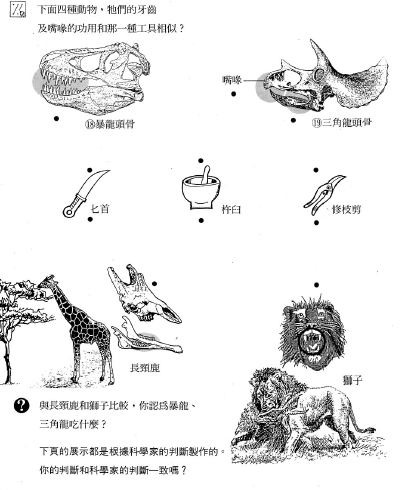 下面四種動物，牠們的牙齒
及嘴喙的功用和那一種工具相似？
嘴喙
⑱暴龍頭骨
⑲三角龍頭骨
匕首
杵臼
修枝剪
長頸鹿
獅子
? 與長頸鹿和獅子比較，你認為暴龍、
三角龍吃什麼？
下頁的展示都是根據科學家的判斷製作的。
你的判斷和科學家的判斷一致嗎？